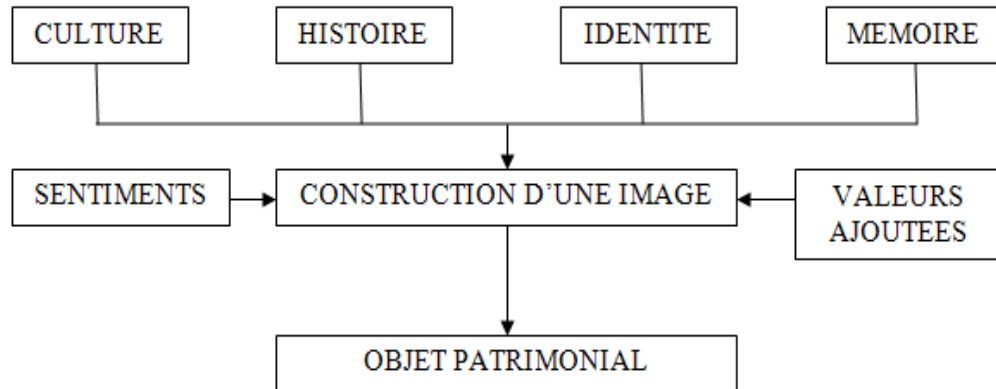 CULTURE
HISTOIRE
IDENTITE
MEMOIRE
SENTIMENTS
CONSTRUCTION D’UNE IMAGE
VALEURS
AJOUTEES
OBJET PATRIMONIAL